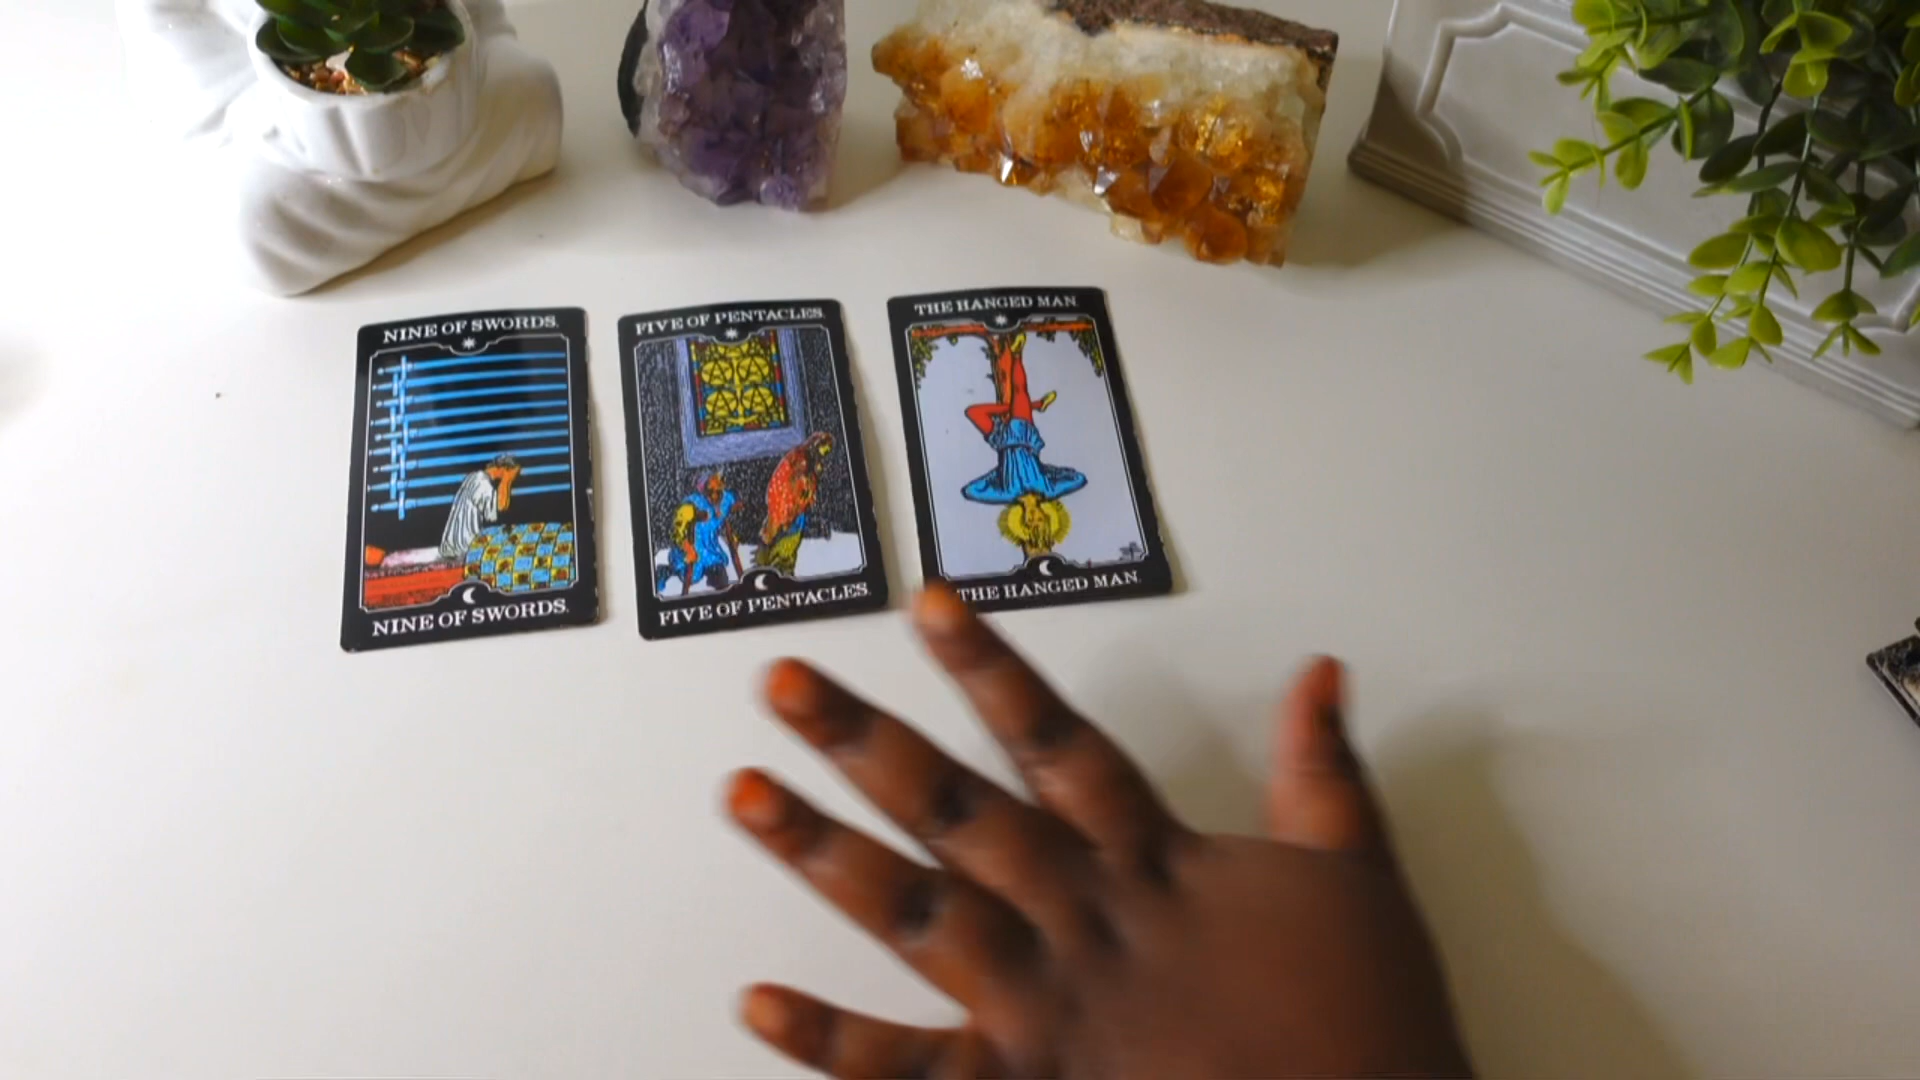 NINE OF SWORDS.
NINE OF SWORDS.
FIVE OF PENTACLES.
FIVE OF PENTACLES.
THE HANGED MAN.
THE HANGED MAN.